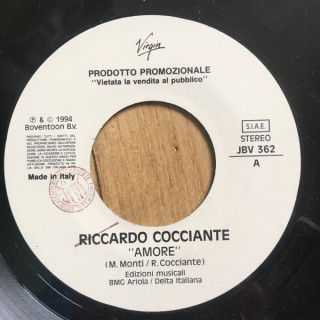 Virgin
PRODOTTO PROMOZIONALE
"Vietata la vendita al pubblico"
℗ & © 1994
Boventoon B.v.
S.I.A.E.
STEREO
JBV 362
A
Made in Italy
RICCARDO COCCIANTE
"AMORE"
(M. Monti / R. Cocciante)
Edizioni musicali
BMG Ariola / Delta Italiana